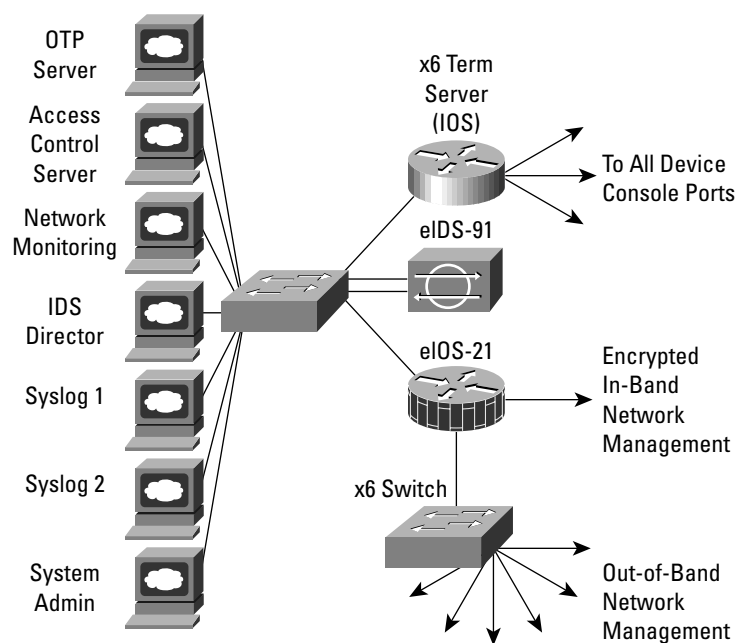 OTP
Server
Access
Control
Server
Network
Monitoring
IDS
Director
Syslog 1
Syslog 2
System
Admin
x6 Term
Server
(IOS)
To All Device
Console Ports
eIDS-91
eIOS-21
Encrypted
In-Band
Network
Management
x6 Switch
Out-of-Band
Network
Management